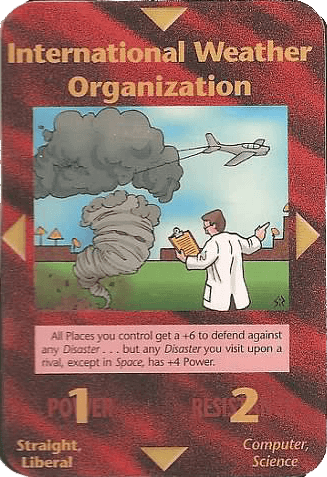 International Weather
Organization
All Places you control get a +6 to defend against
any Disaster . . . but any Disaster you visit upon a
rival, except in Space, has +4 Power.
POWER 1 RESISTANCE 2
Straight, Computer,
Liberal Science